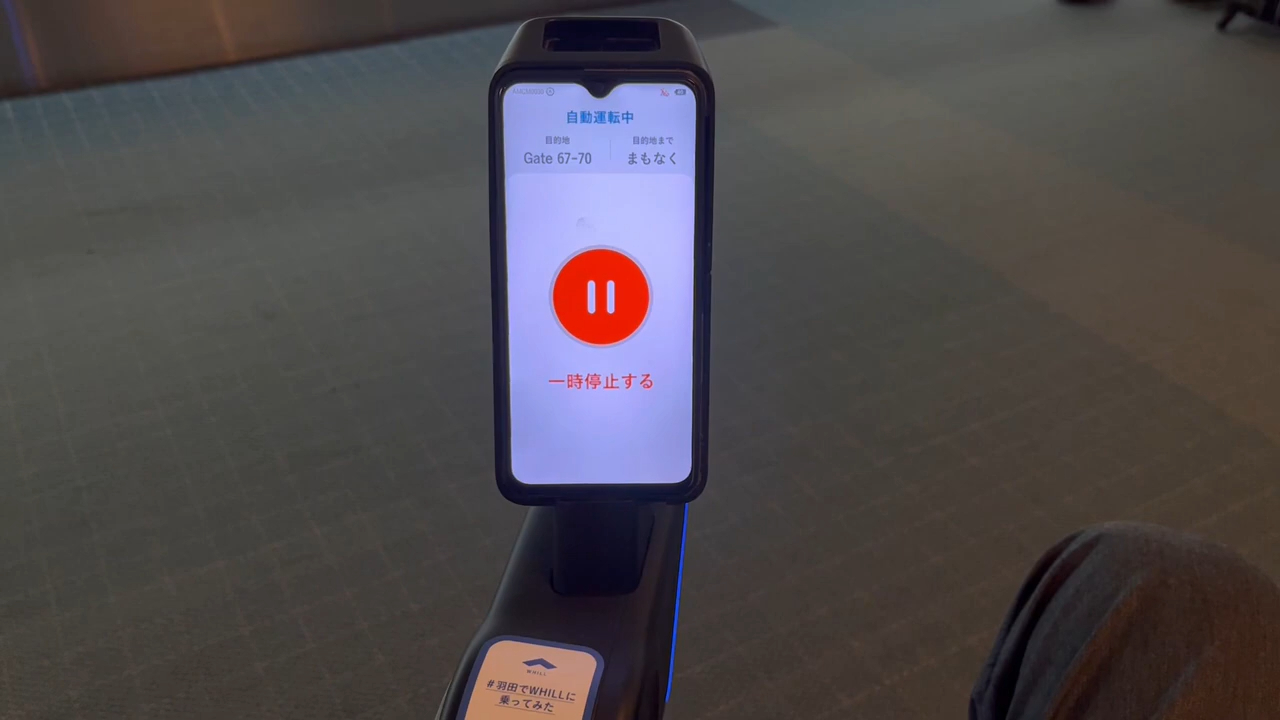 自動運転中
目的地
Gate 67-70
目的地まで
まもなく
一時停止する
WHILL
#羽田でWHILLに
乗ってみた